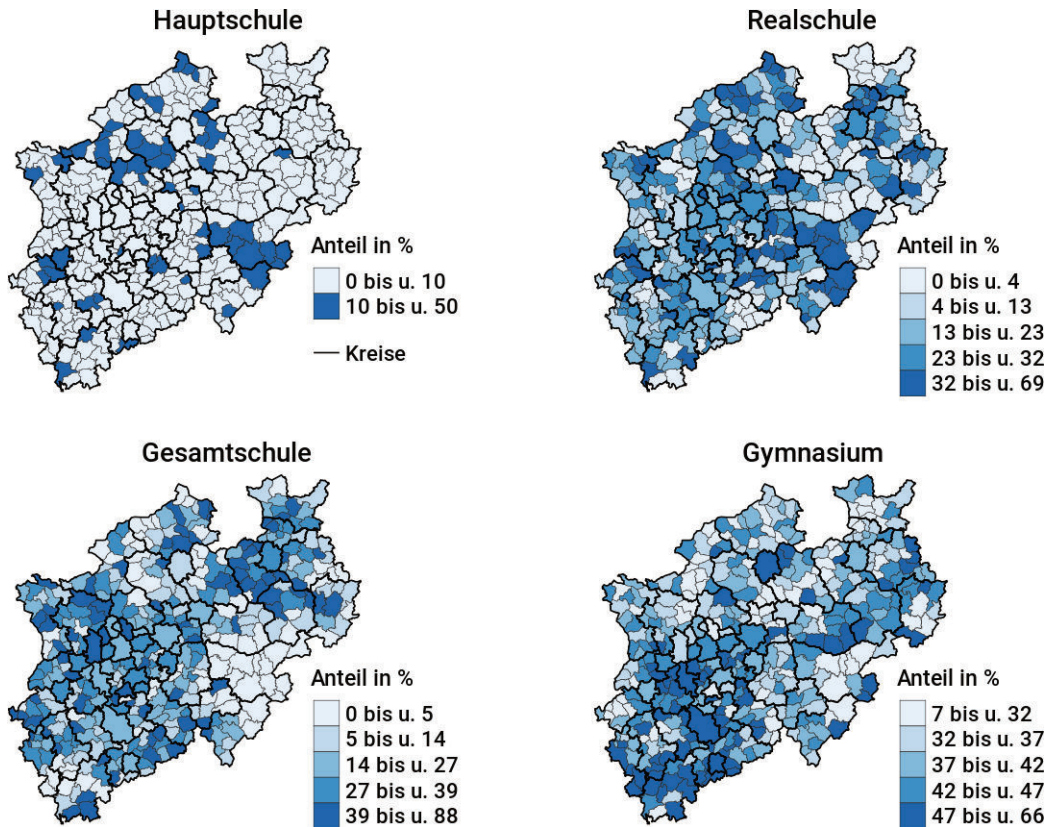 Hauptschule
Anteil in %
0 bis u. 10
10 bis u. 50
Kreise
Realschule
Anteil in %
0 bis u. 4
4 bis u. 13
13 bis u. 23
23 bis u. 32
32 bis u. 69
Gesamtschule
Anteil in %
0 bis u. 5
5 bis u. 14
14 bis u. 27
27 bis u. 39
39 bis u. 88
Gymnasium
Anteil in %
7 bis u. 32
32 bis u. 37
37 bis u. 42
42 bis u. 47
47 bis u. 66